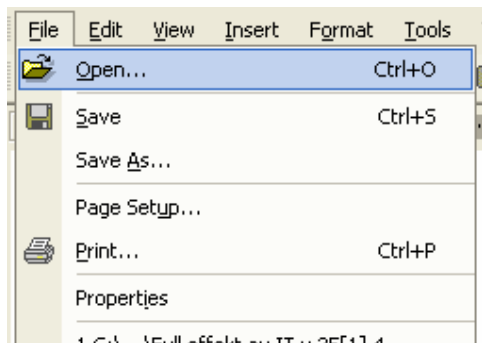 File Edit View Insert Format Tools
Open... Ctrl+O
Save Ctrl+S
Save As...
Page Setup...
Print... Ctrl+P
Properties